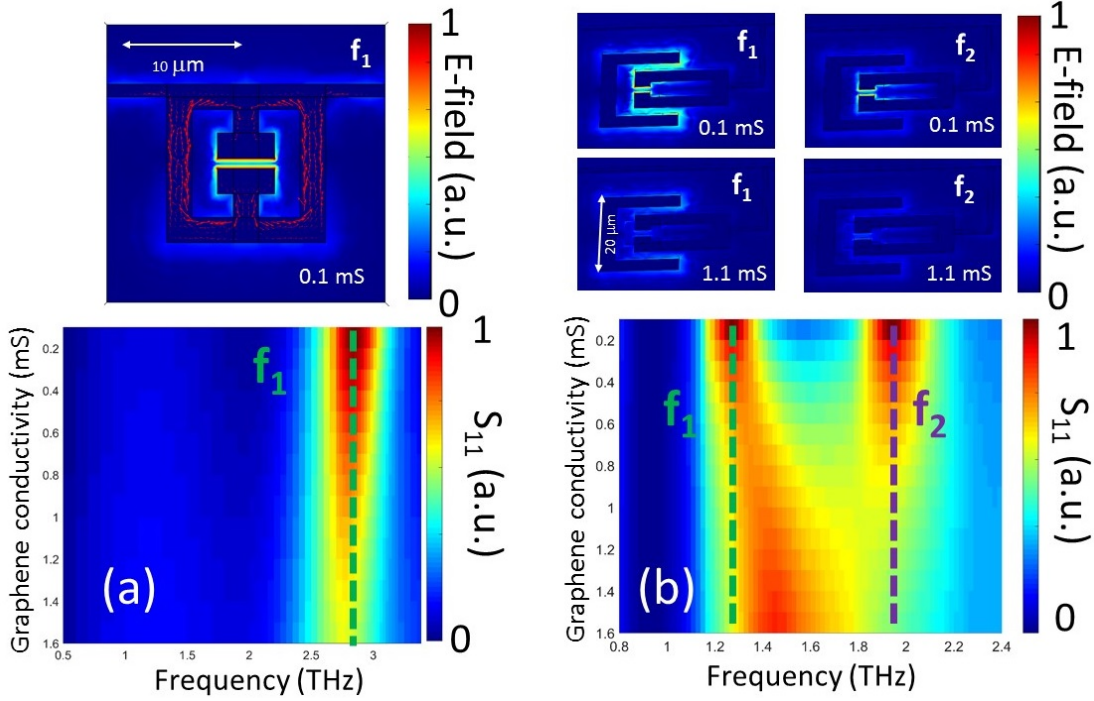 1
f₁
10 μm
E-field (a.u.)
0.1 mS
0
1
f₁
f₂
0.1 mS
0.1 mS
E-field (a.u.)
f₁
f₂
20 μm
1.1 mS
1.1 mS
0
Graphene conductivity (mS)
0.2
0.4
0.6
0.8
1
1.2
1.4
1.6
f₁
(a)
0.5 1 1.5 2 2.5 3
Frequency (THz)
1
S₁₁ (a.u.)
0
Graphene conductivity (mS)
0.2
0.4
0.6
0.8
1
1.2
1.4
1.6
f₁
f₂
(b)
0.8 1 1.2 1.4 1.6 1.8 2 2.2 2.4
Frequency (THz)
1
S₁₁ (a.u.)
0